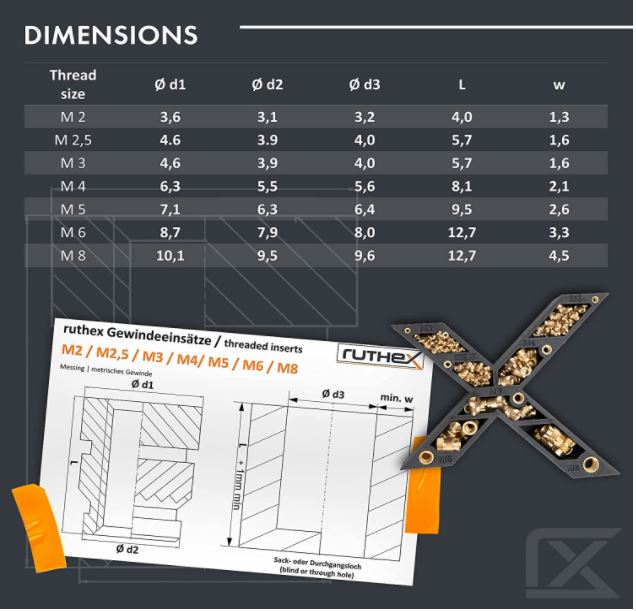 DIMENSIONS
Thread size Ø d1 Ø d2 Ø d3 L w
M 2 3,6 3,1 3,2 4,0 1,3
M 2,5 4.6 3.9 4,0 5,7 1,6
M 3 4,6 3,9 4,0 5,7 1,6
M 4 6,3 5,5 5,6 8,1 2,1
M 5 7,1 6,3 6,4 9,5 2,6
M 6 8,7 7,9 8,0 12,7 3,3
M 8 10,1 9,5 9,6 12,7 4,5
ruthex Gewindeeinsätze / threaded inserts
ruthex
M2 / M2,5 / M3 / M4/ M5 / M6 / M8
Messing | metrisches Gewinde
Ø d1
Ø d3
min. w
L
L + 1mm min
Ø d2
Sack- oder Durchgangsloch
(blind or through hole)
M2
M3
M4
M6
M8